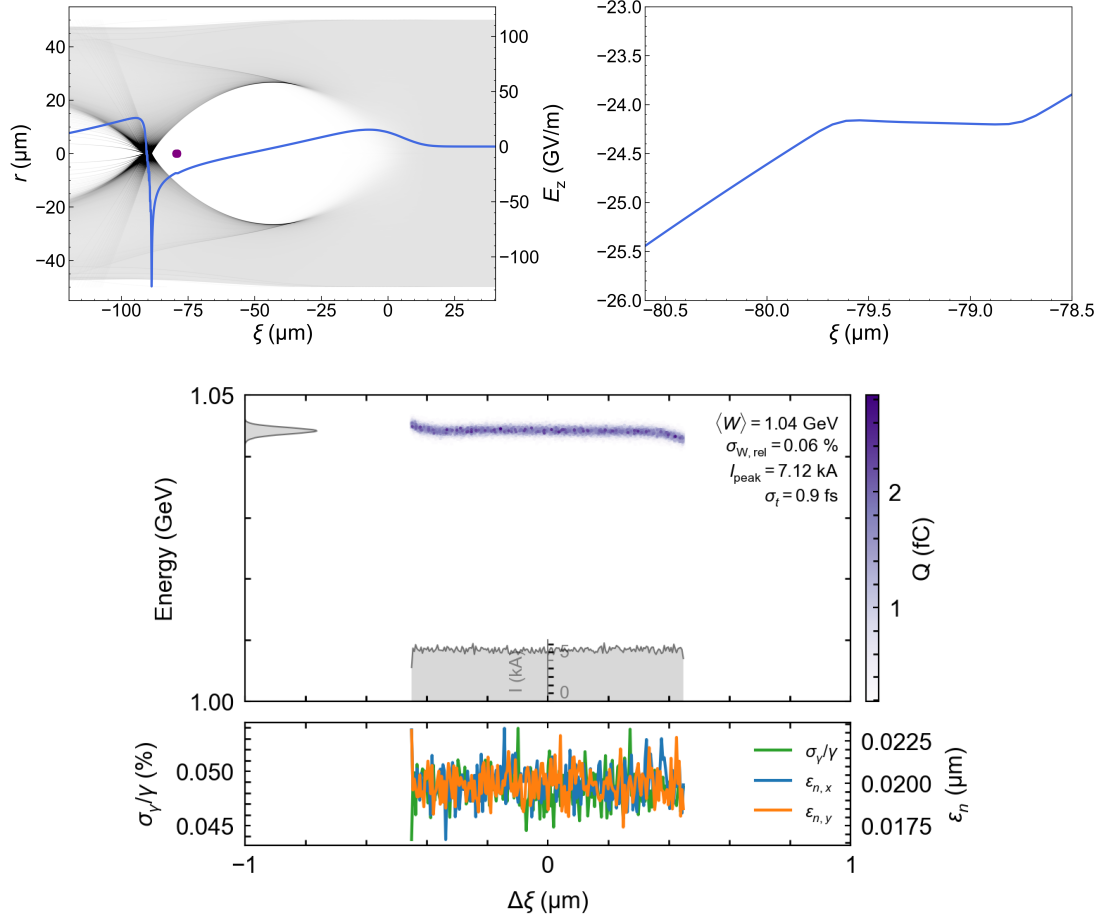 40
20
0
−20
−40
r (μm)
−100
−75
−50
−25
0
25
ξ (μm)
100
50
0
−50
−100
E_z (GV/m)
−23.0
−23.5
−24.0
−24.5
−25.0
−25.5
−26.0
−80.5
−80.0
−79.5
−79.0
−78.5
ξ (μm)
1.05
1.00
Energy (GeV)
⟨W⟩ = 1.04 GeV
σ_W, rel = 0.06 %
I_peak = 7.12 kA
σ_t = 0.9 fs
I (kA)
5
0
2
1
Q (fC)
0.050
0.045
σ_γ/γ (%)
σ_γ/γ
ε_n, x
ε_n, y
0.0225
0.0200
0.0175
ε_n (μm)
−1
0
1
Δξ (μm)